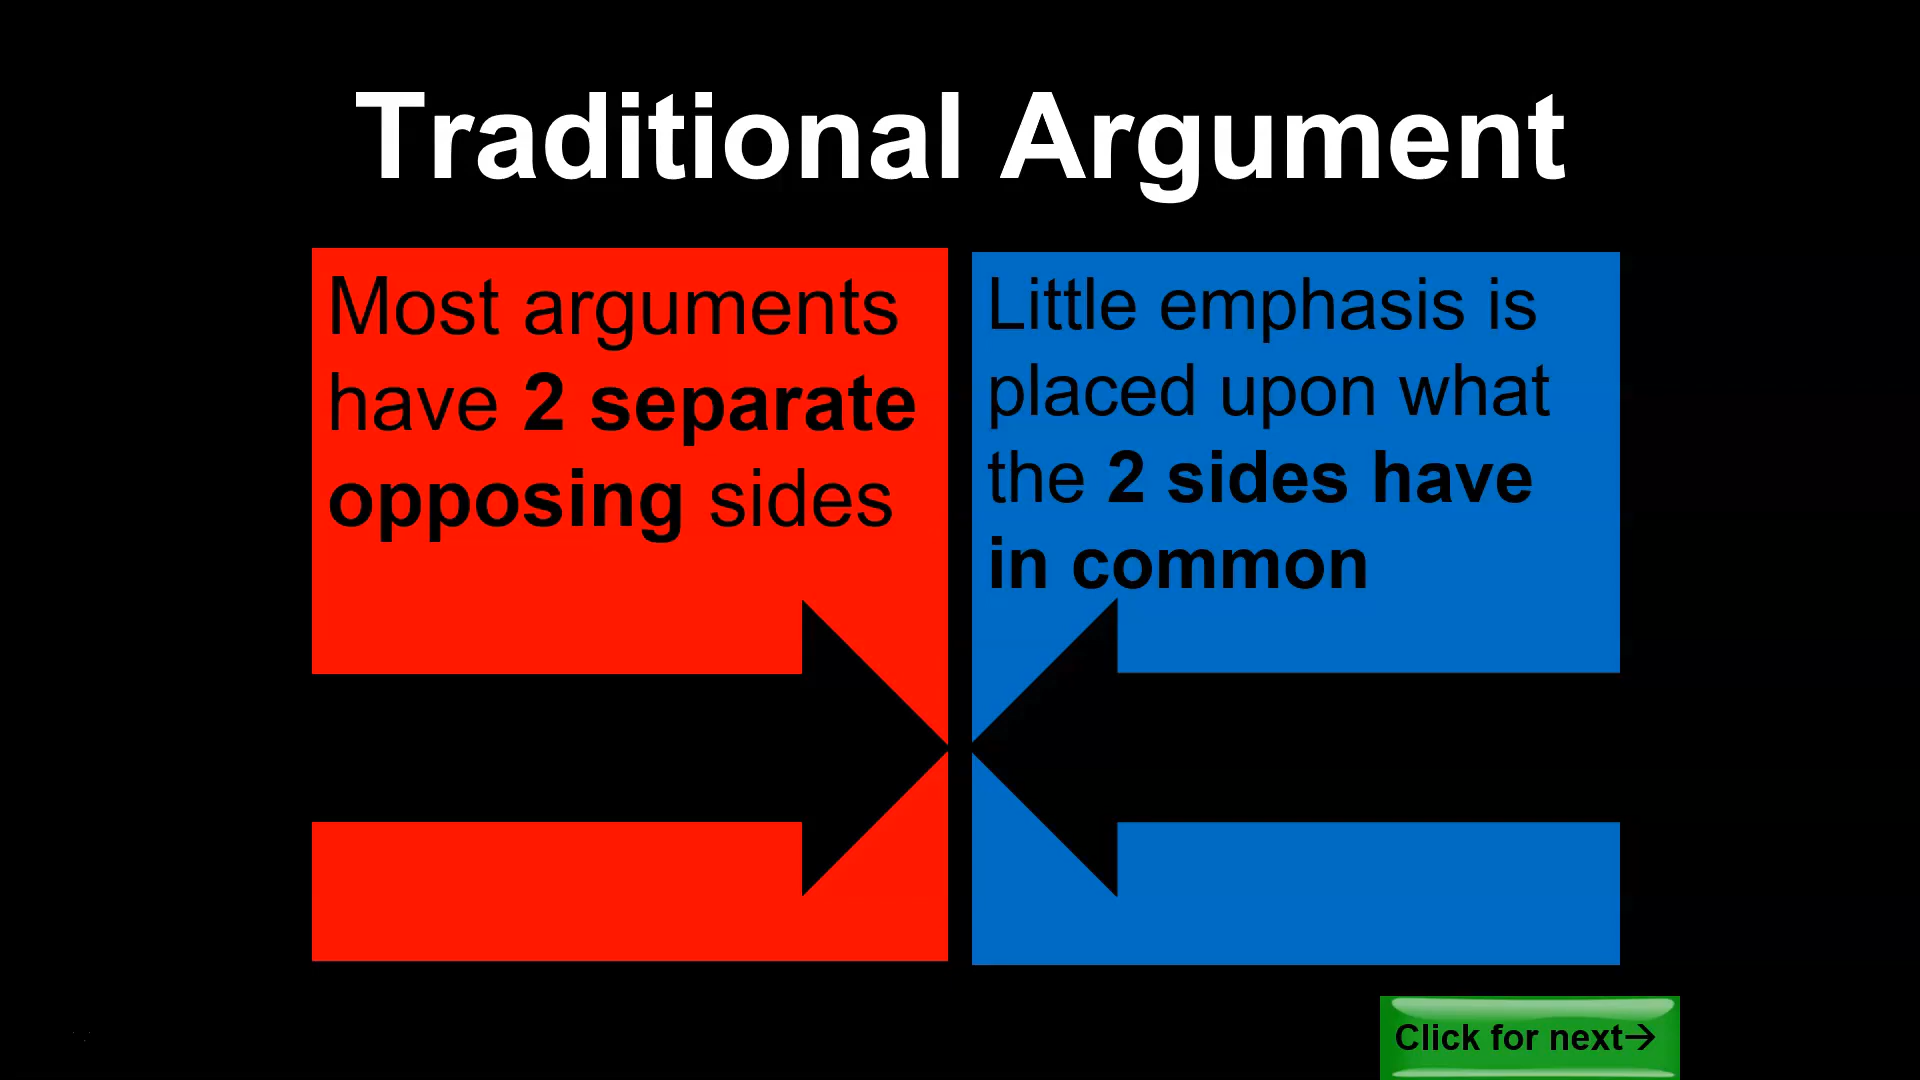 Traditional Argument
Most arguments
have 2 separate
opposing sides
Little emphasis is
placed upon what
the 2 sides have
in common
Click for next→